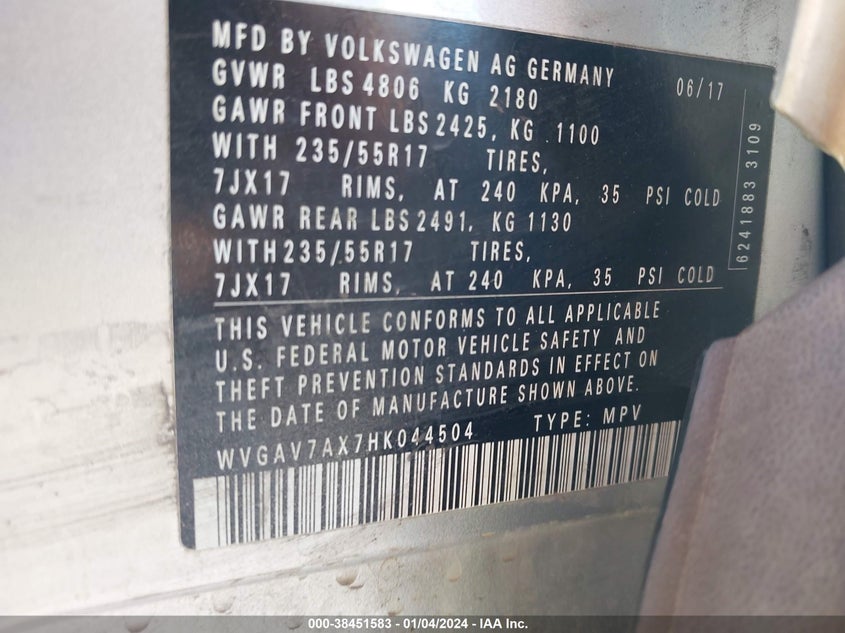 MFD BY VOLKSWAGEN AG GERMANY 06/17
GVWR LBS 4806 KG 2180
GAWR FRONT LBS 2425, KG 1100
WITH 235/55R17 TIRES,
7JX17 RIMS, AT 240 KPA, 35 PSI COLD
GAWR REAR LBS 2491, KG 1130
WITH 235/55R17 TIRES,
7JX17 RIMS, AT 240 KPA, 35 PSI COLD
THIS VEHICLE CONFORMS TO ALL APPLICABLE
U.S. FEDERAL MOTOR VEHICLE SAFETY AND
THEFT PREVENTION STANDARDS IN EFFECT ON
THE DATE OF MANUFACTURE SHOWN ABOVE.
WVGAV7AX7HK044504 TYPE: MPV
6241883 3109
000-38451583 - 01/04/2024 - IAA Inc.